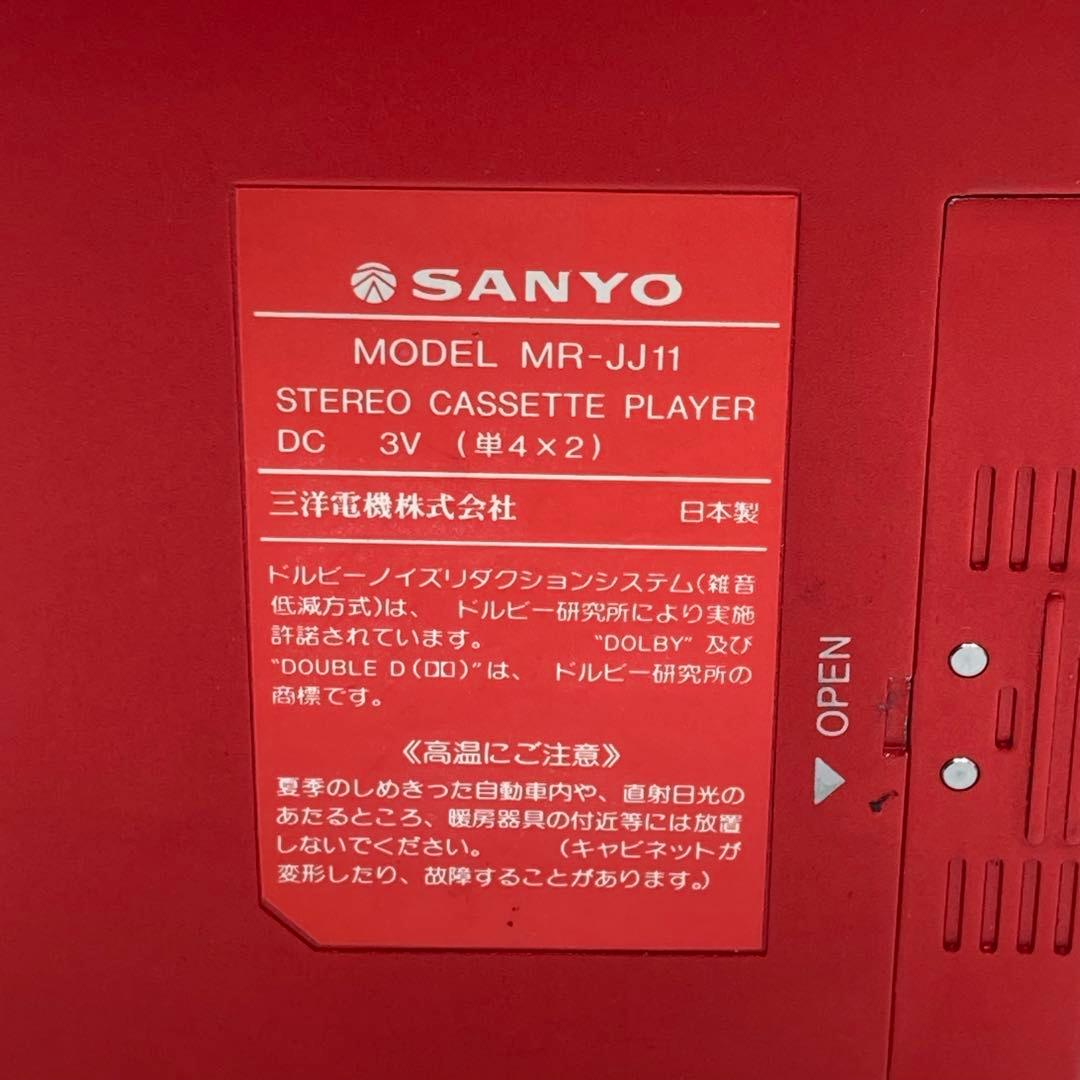 SANYO
MODEL MR-JJ11
STEREO CASSETTE PLAYER
DC 3V (単4×2)
三洋電機株式会社 日本製
ドルビーノイズリダクションシステム(雑音
低減方式)は、 ドルビー研究所により実施
許諾されています。 "DOLBY" 及び
"DOUBLE D (▯▯)" は、 ドルビー研究所の
商標です。
《高温にご注意》
夏季のしめきった自動車内や、直射日光の
あたるところ、暖房器具の付近等には放置
しないでください。 (キャビネットが
変形したり、故障することがあります。)
OPEN